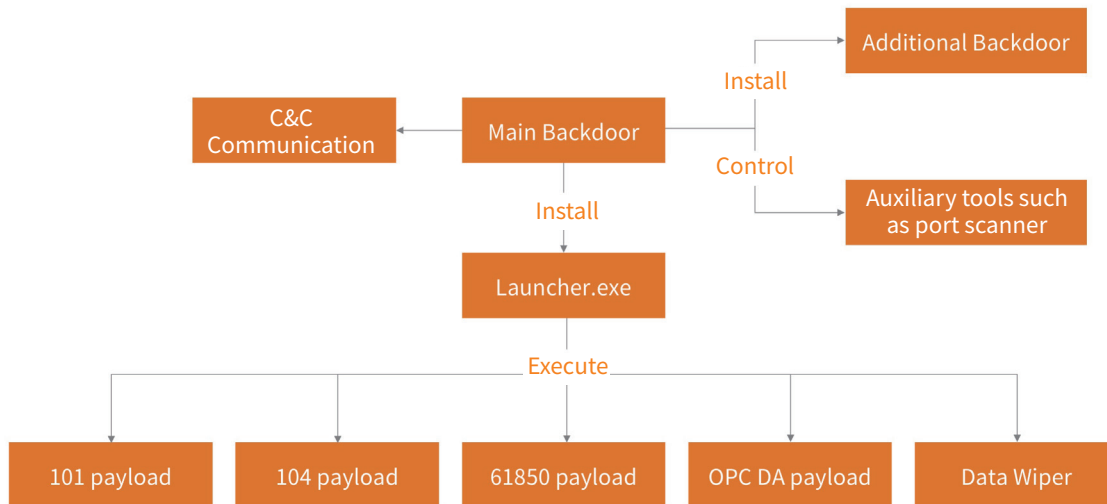 Additional Backdoor
Install
C&C
Communication
Main Backdoor
Control
Install
Auxiliary tools such
as port scanner
Launcher.exe
Execute
101 payload
104 payload
61850 payload
OPC DA payload
Data Wiper